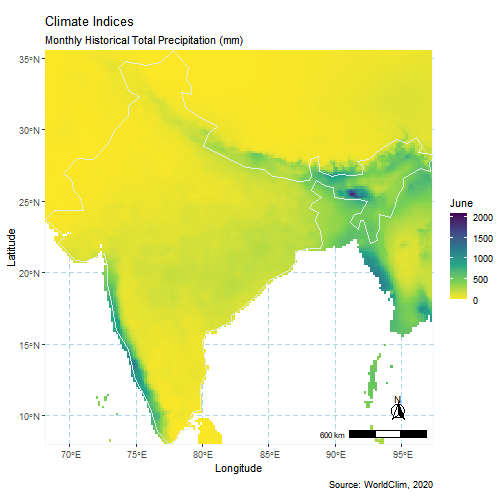 Climate Indices
Monthly Historical Total Precipitation (mm)
35°N
30°N
25°N
20°N
15°N
10°N
Latitude
70°E
75°E
80°E
85°E
90°E
95°E
Longitude
June
2000
1500
1000
500
0
N
600 km
Source: WorldClim, 2020